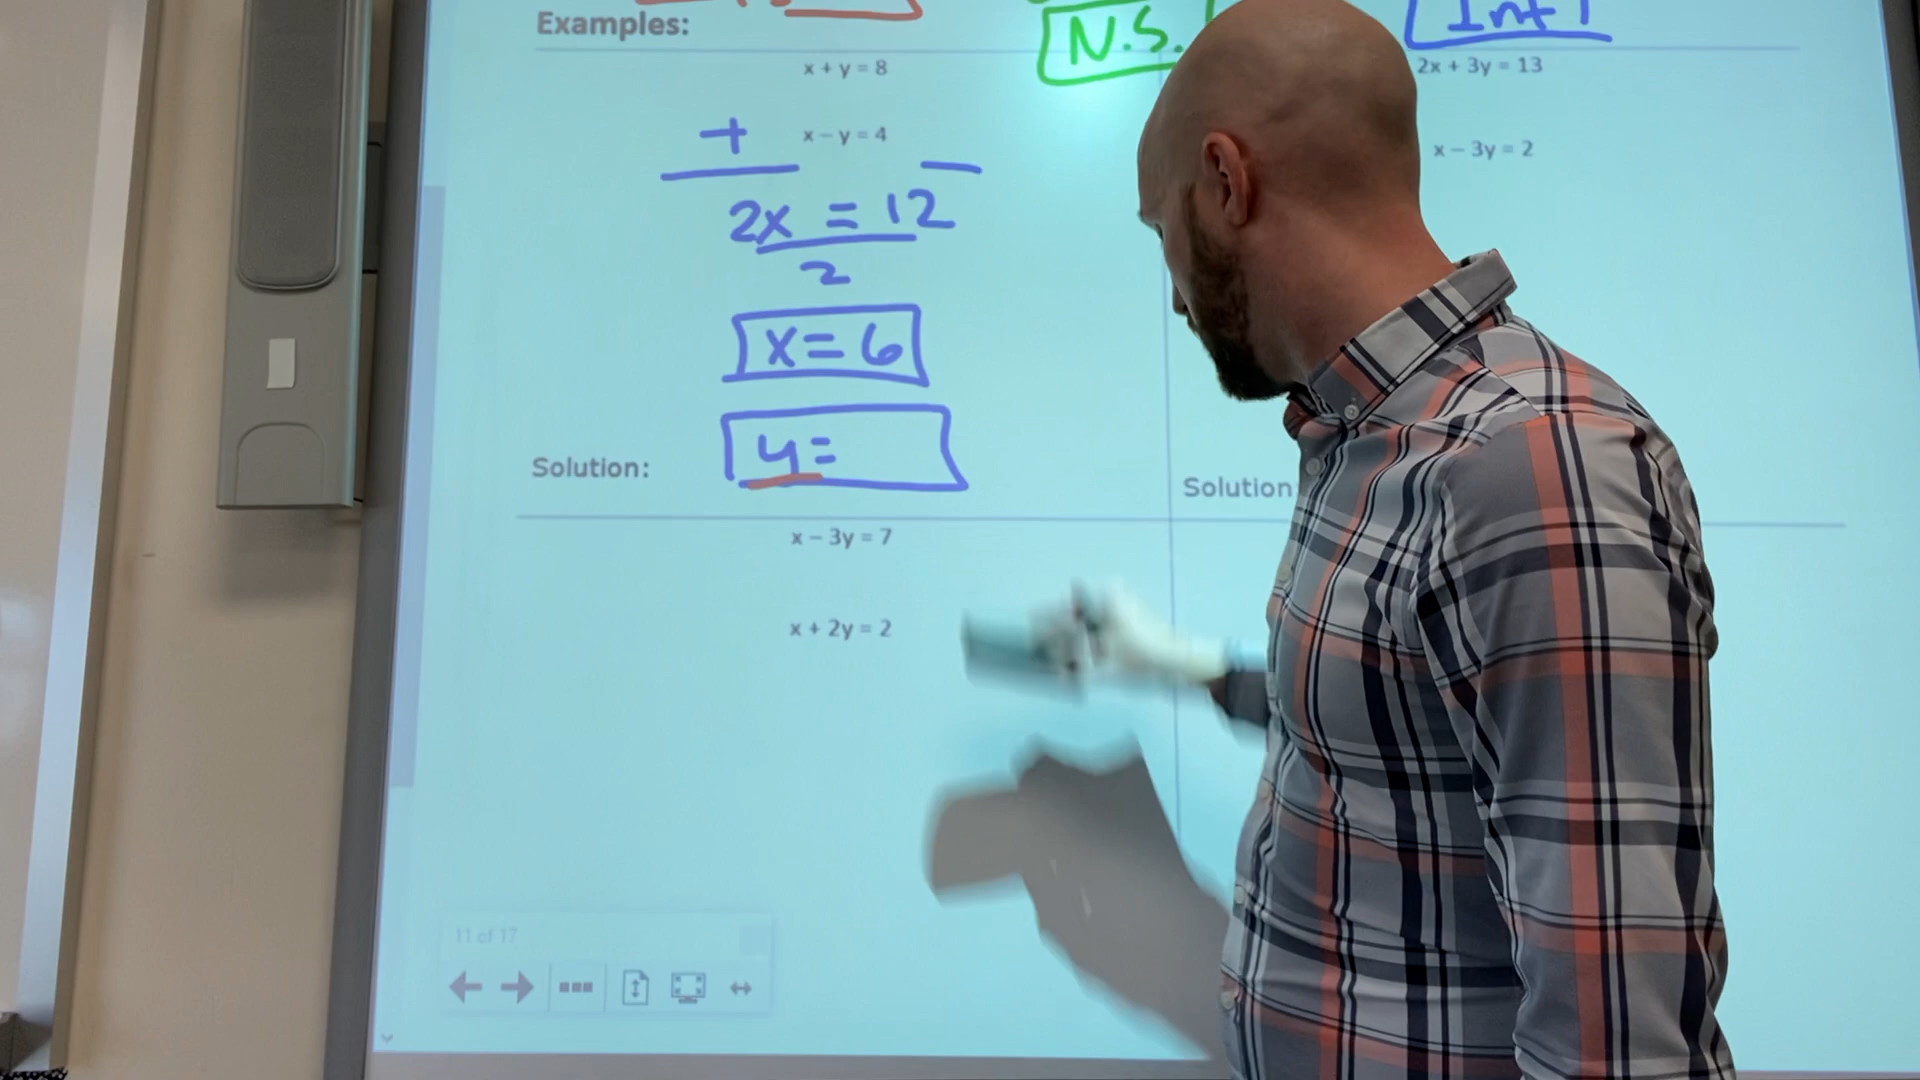 Examples:
N.S.
x + y = 8
+ x – y = 4
2x = 12
2
x = 6
y =
Solution:
2x + 3y = 13
x – 3y = 2
Solution
x – 3y = 7
x + 2y = 2
11 of 17